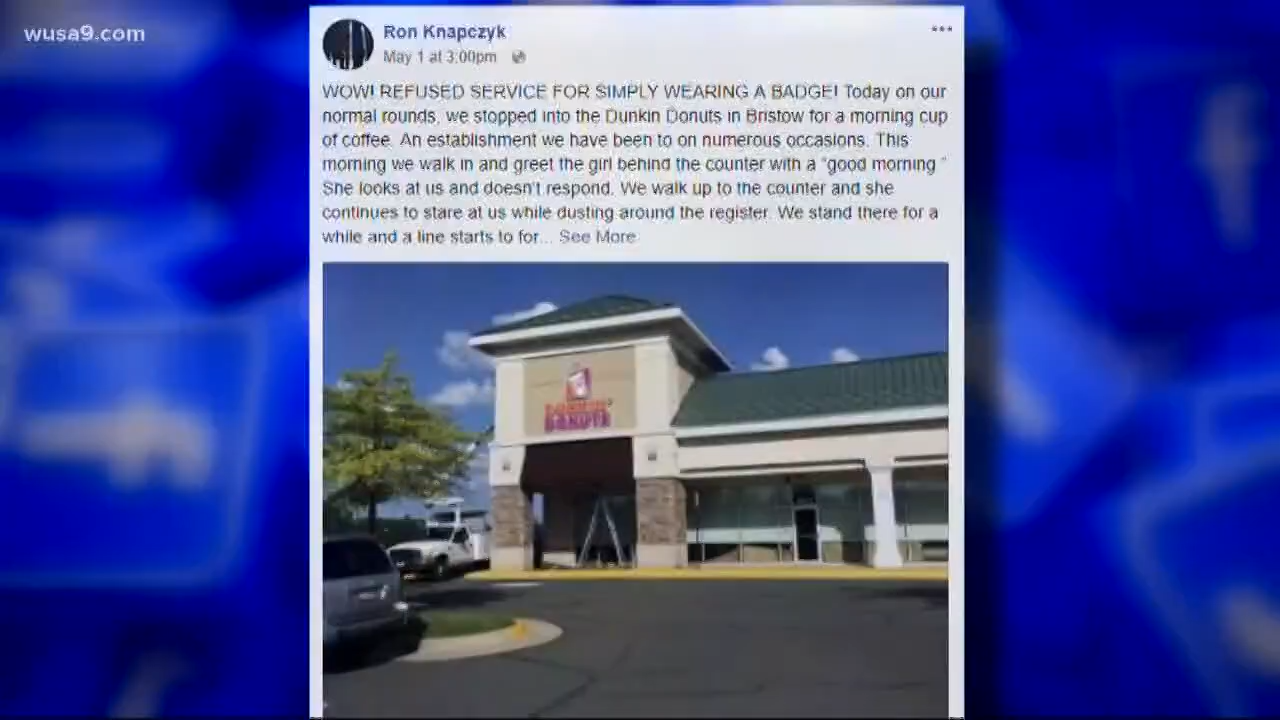 wusa9.com
Ron Knapczyk
May 1 at 3:00pm
WOW! REFUSED SERVICE FOR SIMPLY WEARING A BADGE! Today on our
normal rounds, we stopped into the Dunkin Donuts in Bristow for a morning cup
of coffee. An establishment we have been to on numerous occasions. This
morning we walk in and greet the girl behind the counter with a "good morning."
She looks at us and doesn't respond. We walk up to the counter and she
continues to stare at us while dusting around the register. We stand there for a
while and a line starts to for... See More
DUNKIN'
DONUTS